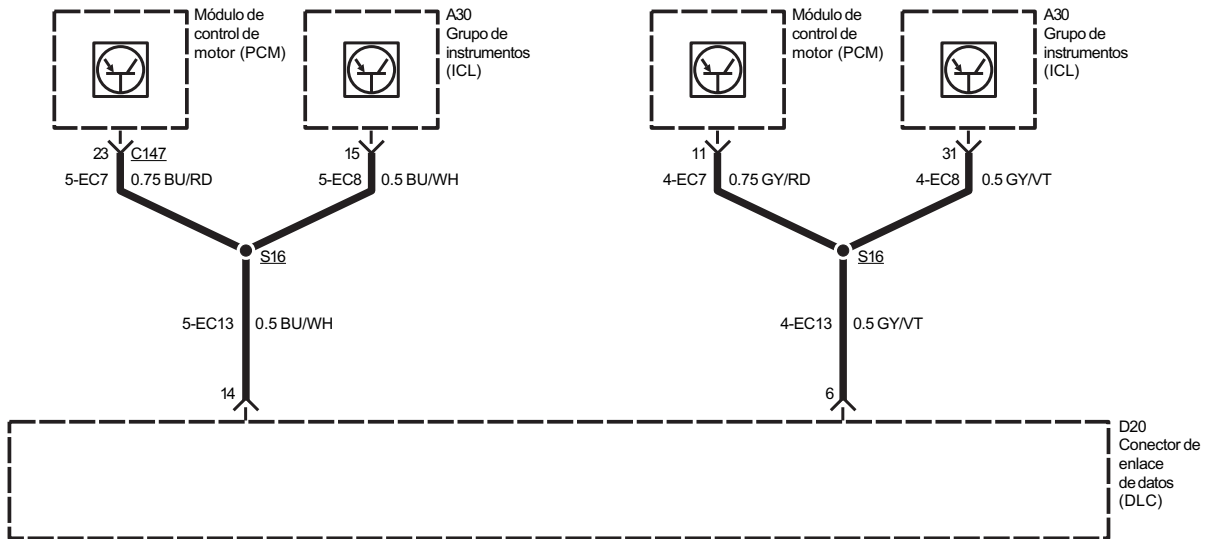 Módulo de
control de
motor (PCM)
A30
Grupo de
instrumentos
(ICL)
Módulo de
control de
motor (PCM)
A30
Grupo de
instrumentos
(ICL)
23 C147
15
11
31
5-EC7 0.75 BU/RD
5-EC8 0.5 BU/WH
4-EC7 0.75 GY/RD
4-EC8 0.5 GY/VT
S16
S16
5-EC13 0.5 BU/WH
4-EC13 0.5 GY/VT
14
6
D20
Conector de
enlace
de datos
(DLC)